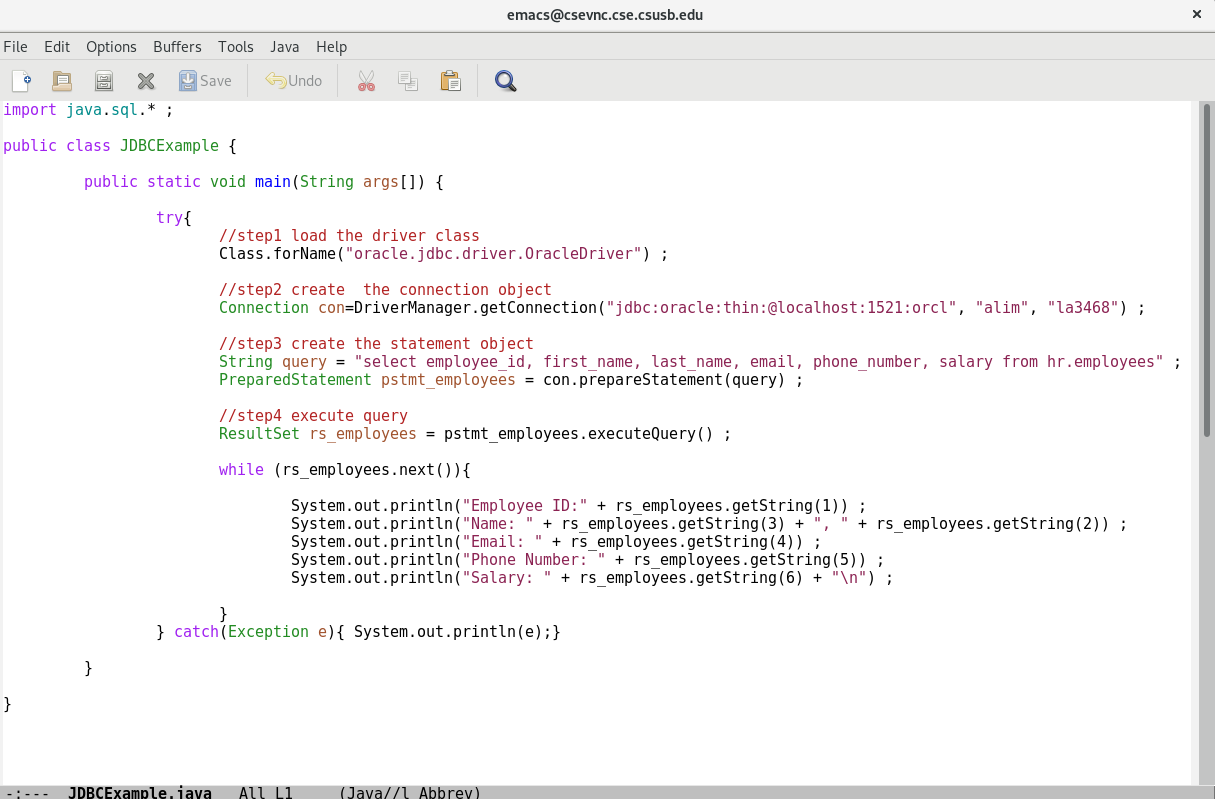 emacs@csevnc.cse.csusb.edu ×
File Edit Options Buffers Tools Java Help
Save Undo
import java.sql.* ;
public class JDBCExample {
public static void main(String args[]) {
try{
//step1 load the driver class
Class.forName("oracle.jdbc.driver.OracleDriver") ;
//step2 create  the connection object
Connection con=DriverManager.getConnection("jdbc:oracle:thin:@localhost:1521:orcl", "alim", "la3468") ;
//step3 create the statement object
String query = "select employee_id, first_name, last_name, email, phone_number, salary from hr.employees" ;
PreparedStatement pstmt_employees = con.prepareStatement(query) ;
//step4 execute query
ResultSet rs_employees = pstmt_employees.executeQuery() ;
while (rs_employees.next()){
System.out.println("Employee ID:" + rs_employees.getString(1)) ;
System.out.println("Name: " + rs_employees.getString(3) + ", " + rs_employees.getString(2)) ;
System.out.println("Email: " + rs_employees.getString(4)) ;
System.out.println("Phone Number: " + rs_employees.getString(5)) ;
System.out.println("Salary: " + rs_employees.getString(6) + "\n") ;
}
} catch(Exception e){ System.out.println(e);}
}
}
-:--- JDBCExample.java All L1 (Java//l Abbrev)